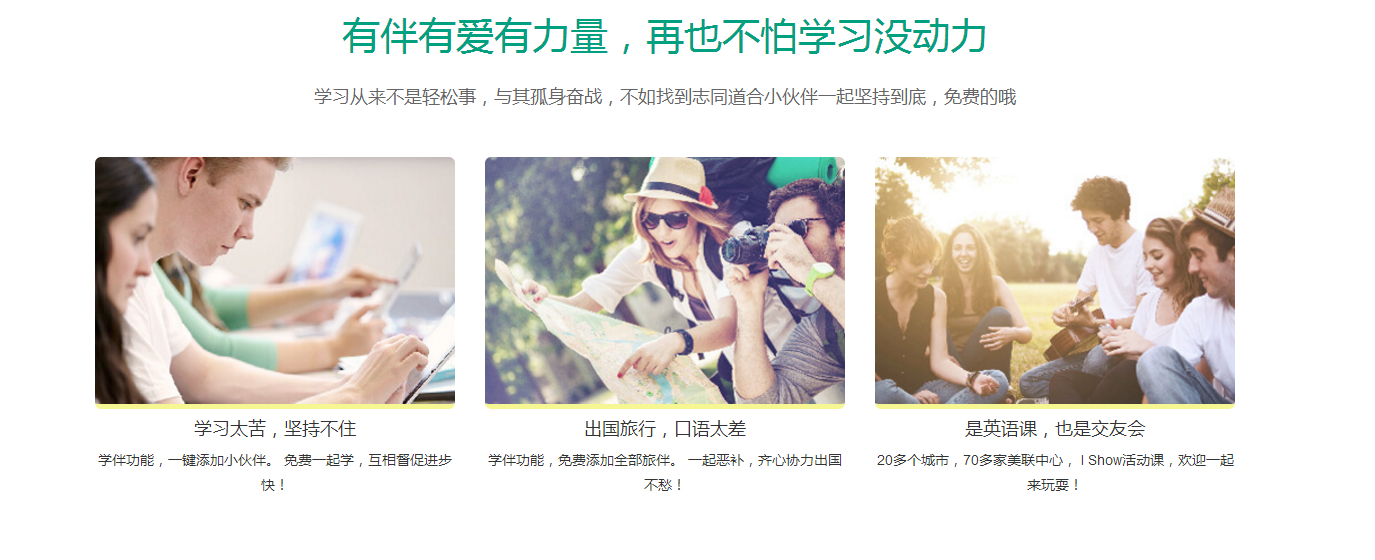 有伴有爱有力量，再也不怕学习没动力
学习从来不是轻松事，与其孤身奋战，不如找到志同道合小伙伴一起坚持到底，免费的哦
学习太苦，坚持不住
学伴功能，一键添加小伙伴。 免费一起学，互相督促进步
快！
出国旅行，口语太差
学伴功能，免费添加全部旅伴。 一起恶补，齐心协力出国
不愁！
是英语课，也是交友会
20多个城市，70多家美联中心， I Show活动课，欢迎一起
来玩耍！